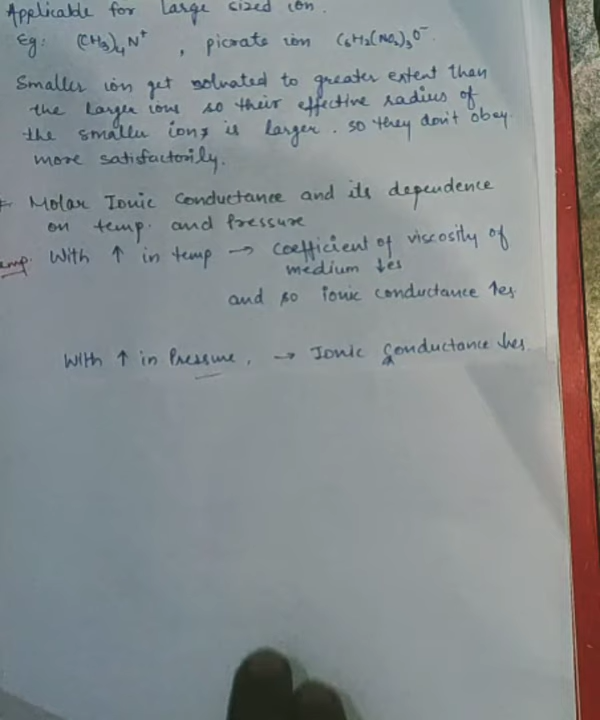 Applicable for Large sized ion.
Eg: (CH3)4N+ , picrate ion C6H2(NO2)3O-
Smaller ion get solvated to greater extent than
the larger ions so their effective radius of
the smaller ions is larger. so they don't obey
more satisfactorily.
* Molar Ionic Conductance and its dependence
on temp. and Pressure
Temp. With ↑ in temp → coefficient of viscosity of
medium ↓es
and so ionic conductance ↑es
With ↑ in Pressure, → Ionic Conductance ↓es.